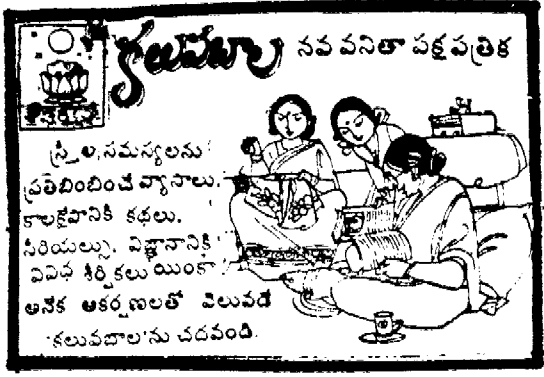 కలువబాల నవ వనితా పక్ష పత్రిక
స్త్రీల సమస్యలను
ప్రతిబింబించే వ్యాసాలు.
కాలక్షేపానికి కథలు.
సీరియల్సు. విజ్ఞానానికి
వివిధ శీర్షికలు యింకా
అనేక ఆకర్షణలతో వెలువడే
'కలువబాల'ను చదవండి.